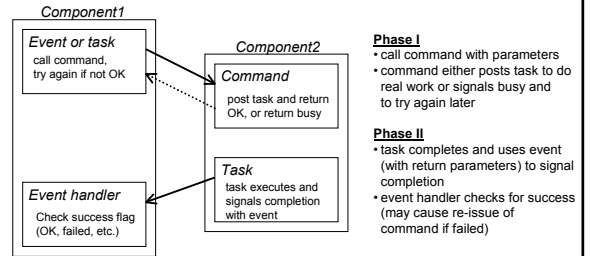 Component1
Event or task
call command,
try again if not OK
Event handler
Check success flag
(OK, failed, etc.)
Component2
Command
post task and return
OK, or return busy
Task
task executes and
signals completion
with event
Phase I
• call command with parameters
• command either posts task to do
real work or signals busy and
to try again later
Phase II
• task completes and uses event
(with return parameters) to signal
completion
• event handler checks for success
(may cause re-issue of
command if failed)